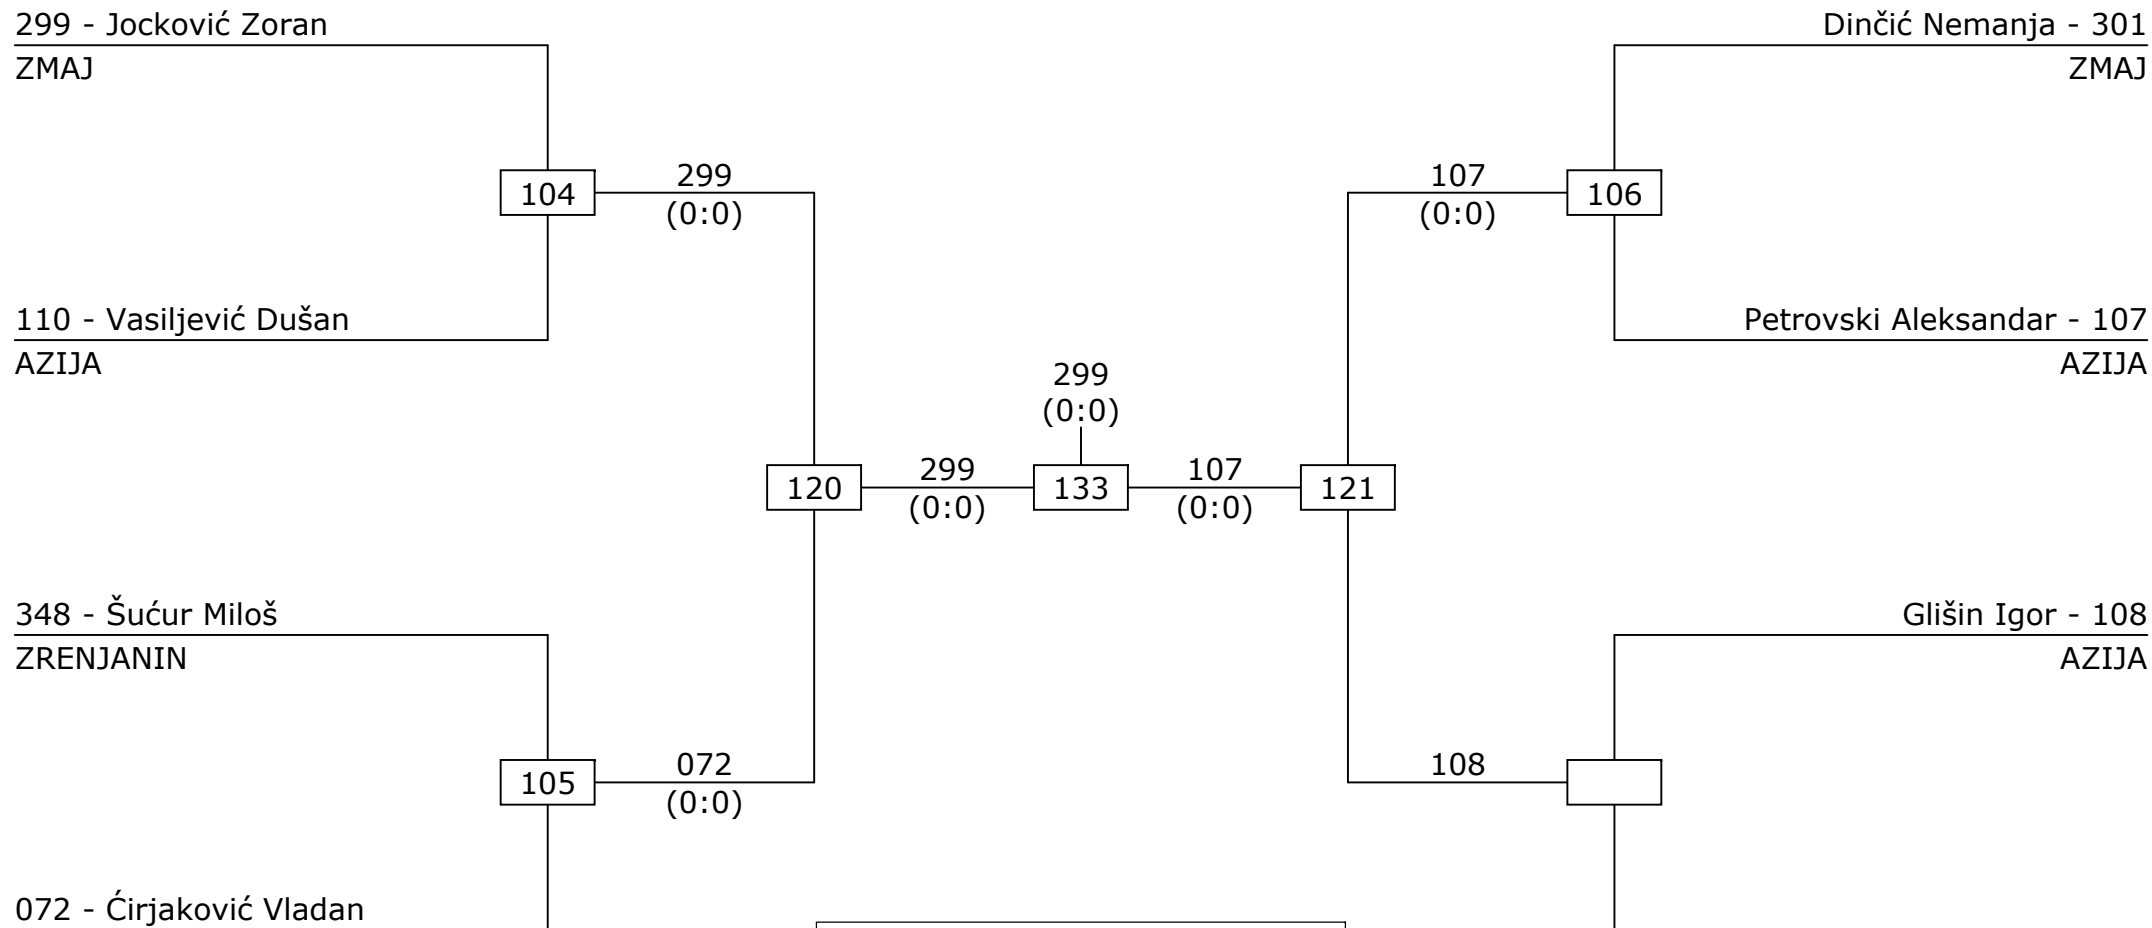 299 - Jocković Zoran
ZMAJ
Dinčić Nemanja - 301
ZMAJ
104
299
(0:0)
107
(0:0)
106
110 - Vasiljević Dušan
AZIJA
Petrovski Aleksandar - 107
AZIJA
299
(0:0)
120
299
(0:0)
133
107
(0:0)
121
348 - Šućur Miloš
ZRENJANIN
Glišin Igor - 108
AZIJA
105
072
(0:0)
108
072 - Ćirjaković Vladan